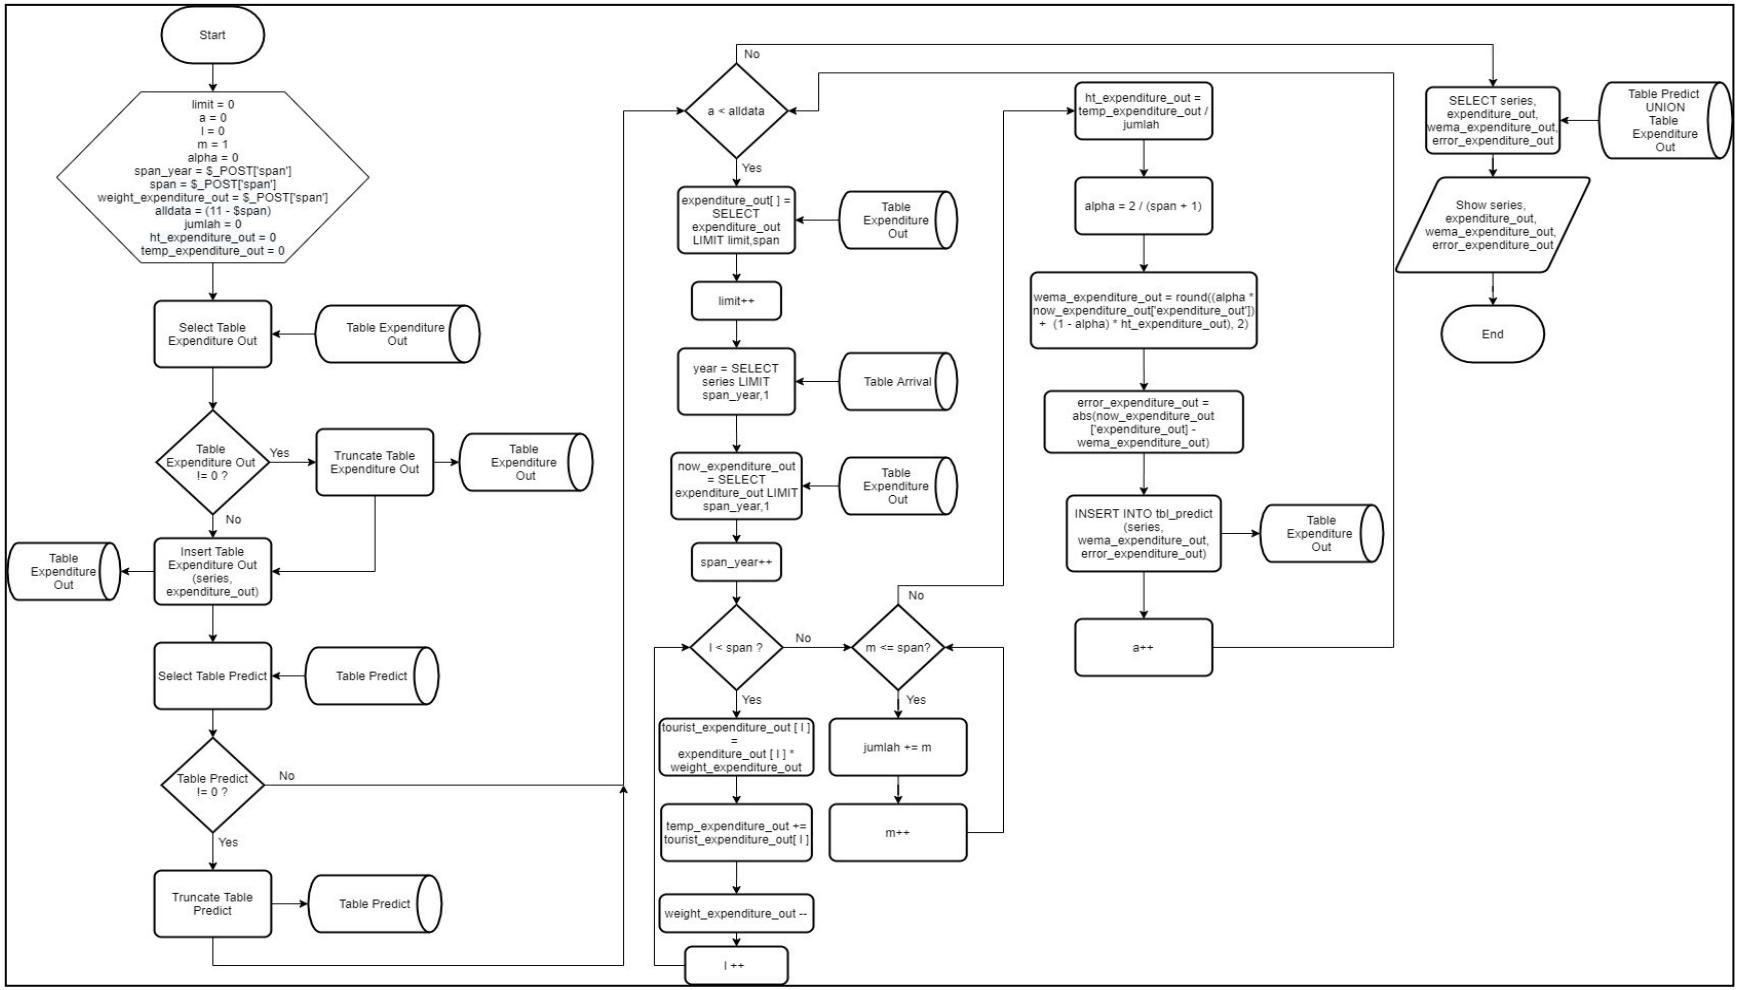 Start
limit = 0
a = 0
l = 0
m = 1
alpha = 0
span_year = $_POST['span']
span = $_POST['span']
weight_expenditure_out = $_POST['span']
alldata = (11 - $span)
jumlah = 0
ht_expenditure_out = 0
temp_expenditure_out = 0
Select Table
Expenditure Out
Table Expenditure
Out
Table
Expenditure Out
!= 0 ?
Yes
Truncate Table
Expenditure Out
Table
Expenditure
Out
No
Insert Table
Expenditure Out
(series,
expenditure_out)
Table
Expenditure
Out
Select Table Predict
Table Predict
Table Predict
!= 0 ?
No
Yes
Truncate Table
Predict
Table Predict
No
a < alldata
Yes
expenditure_out[ ] =
SELECT
expenditure_out
LIMIT limit,span
Table
Expenditure
Out
limit++
year = SELECT
series LIMIT
span_year,1
Table Arrival
now_expenditure_out
= SELECT
expenditure_out LIMIT
span_year,1
Table
Expenditure
Out
span_year++
l < span ?
No
Yes
tourist_expenditure_out [ l ]
=
expenditure_out [ l ] *
weight_expenditure_out
temp_expenditure_out +=
tourist_expenditure_out[ l ]
weight_expenditure_out --
l ++
m <= span?
No
Yes
jumlah += m
m++
ht_expenditure_out =
temp_expenditure_out /
jumlah
alpha = 2 / (span + 1)
wema_expenditure_out = round((alpha *
now_expenditure_out['expenditure_out'])
+ (1 - alpha) * ht_expenditure_out), 2)
error_expenditure_out =
abs(now_expenditure_out
['expenditure_out] -
wema_expenditure_out)
INSERT INTO tbl_predict
(series,
wema_expenditure_out,
error_expenditure_out)
Table
Expenditure
Out
a++
SELECT series,
expenditure_out,
wema_expenditure_out,
error_expenditure_out
Table Predict
UNION
Table
Expenditure
Out
Show series,
expenditure_out,
wema_expenditure_out,
error_expenditure_out
End